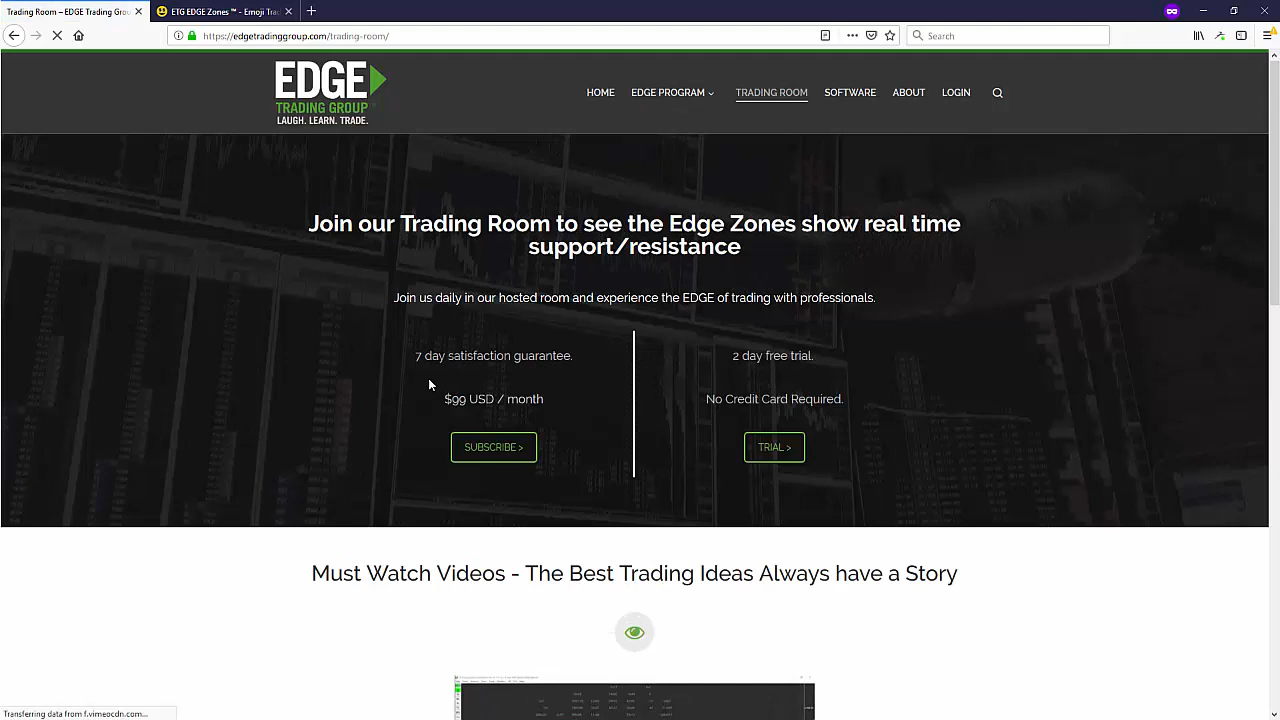 Trading Room – EDGE Trading Gro
ETG EDGE Zones ™ - Emoji Trad
https://edgetradinggroup.com/trading-room/
Search
EDGE
TRADING GROUP
LAUGH. LEARN. TRADE.
HOME
EDGE PROGRAM
TRADING ROOM
SOFTWARE
ABOUT
LOGIN
Join our Trading Room to see the Edge Zones show real time
support/resistance
Join us daily in our hosted room and experience the EDGE of trading with professionals.
7 day satisfaction guarantee.
$99 USD / month
SUBSCRIBE >
2 day free trial.
No Credit Card Required.
TRIAL >
Must Watch Videos - The Best Trading Ideas Always have a Story
Transferring data from f.vimeocdn.com...